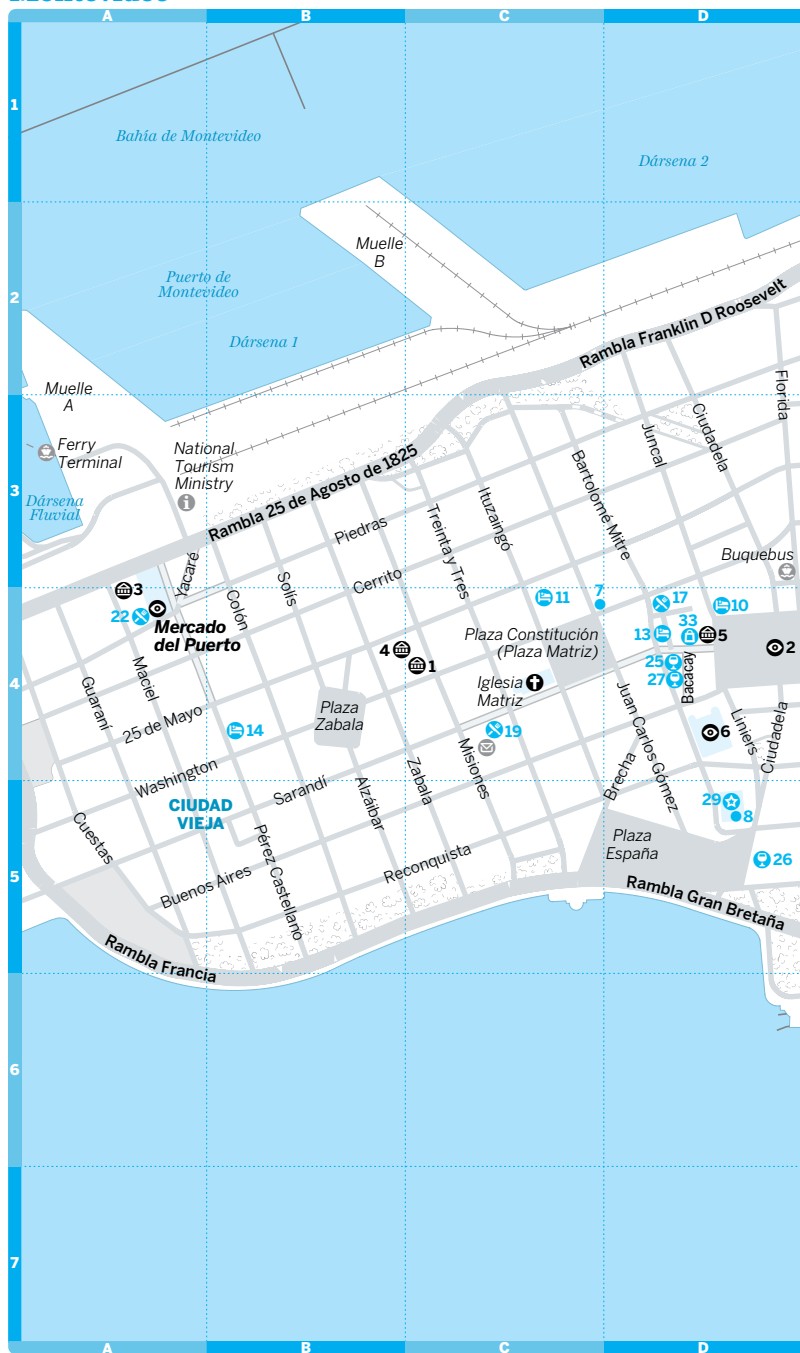 A B C D
1
Bahía de Montevideo
Dársena 2
Muelle
B
2
Puerto de
Montevideo
Rambla Franklin D Roosevelt
Dársena 1
Muelle
A
Florida
Ciudadela
Juncal
Ferry
Terminal
National
Tourism
Ministry
Rambla 25 de Agosto de 1825
Bartolomé Mitre
3
Dársena
Fluvial
Ituzaingó
Treinta y Tres
Piedras
Buquebus
Yacaré
Cerrito
Solís
Colón
3
11
7
17
10
22
Mercado
del Puerto
33
13
5
2
Plaza Constitución
(Plaza Matriz)
4
1
25
27
Bacacay
4
Iglesia
Matriz
Maciel
Guaraní
25 de Mayo
14
Plaza
Zabala
19
Juan Carlos Gómez
6
Liniers
Ciudadela
Misiones
Washington
Zabala
Brecha
Sarandí
Alzáibar
CIUDAD
VIEJA
29
8
Cuestas
Pérez Castellano
Plaza
España
26
5
Reconquista
Buenos Aires
Rambla Gran Bretaña
Rambla Francia
6
7
A B C D